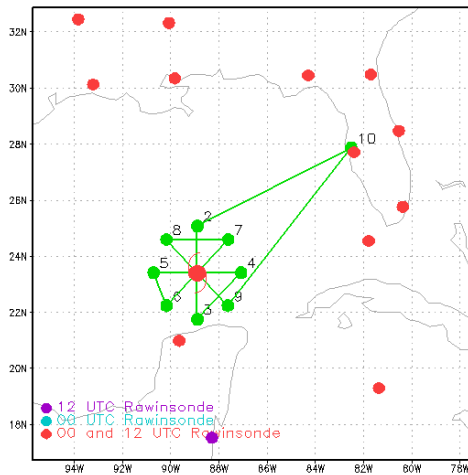 32N
30N
28N
26N
24N
22N
20N
18N
10
2
8
7
5
4
6
3
9
12 UTC Rawinsonde
00 UTC Rawinsonde
00 and 12 UTC Rawinsonde
94W 92W 90W 88W 86W 84W 82W 80W 78W 76W